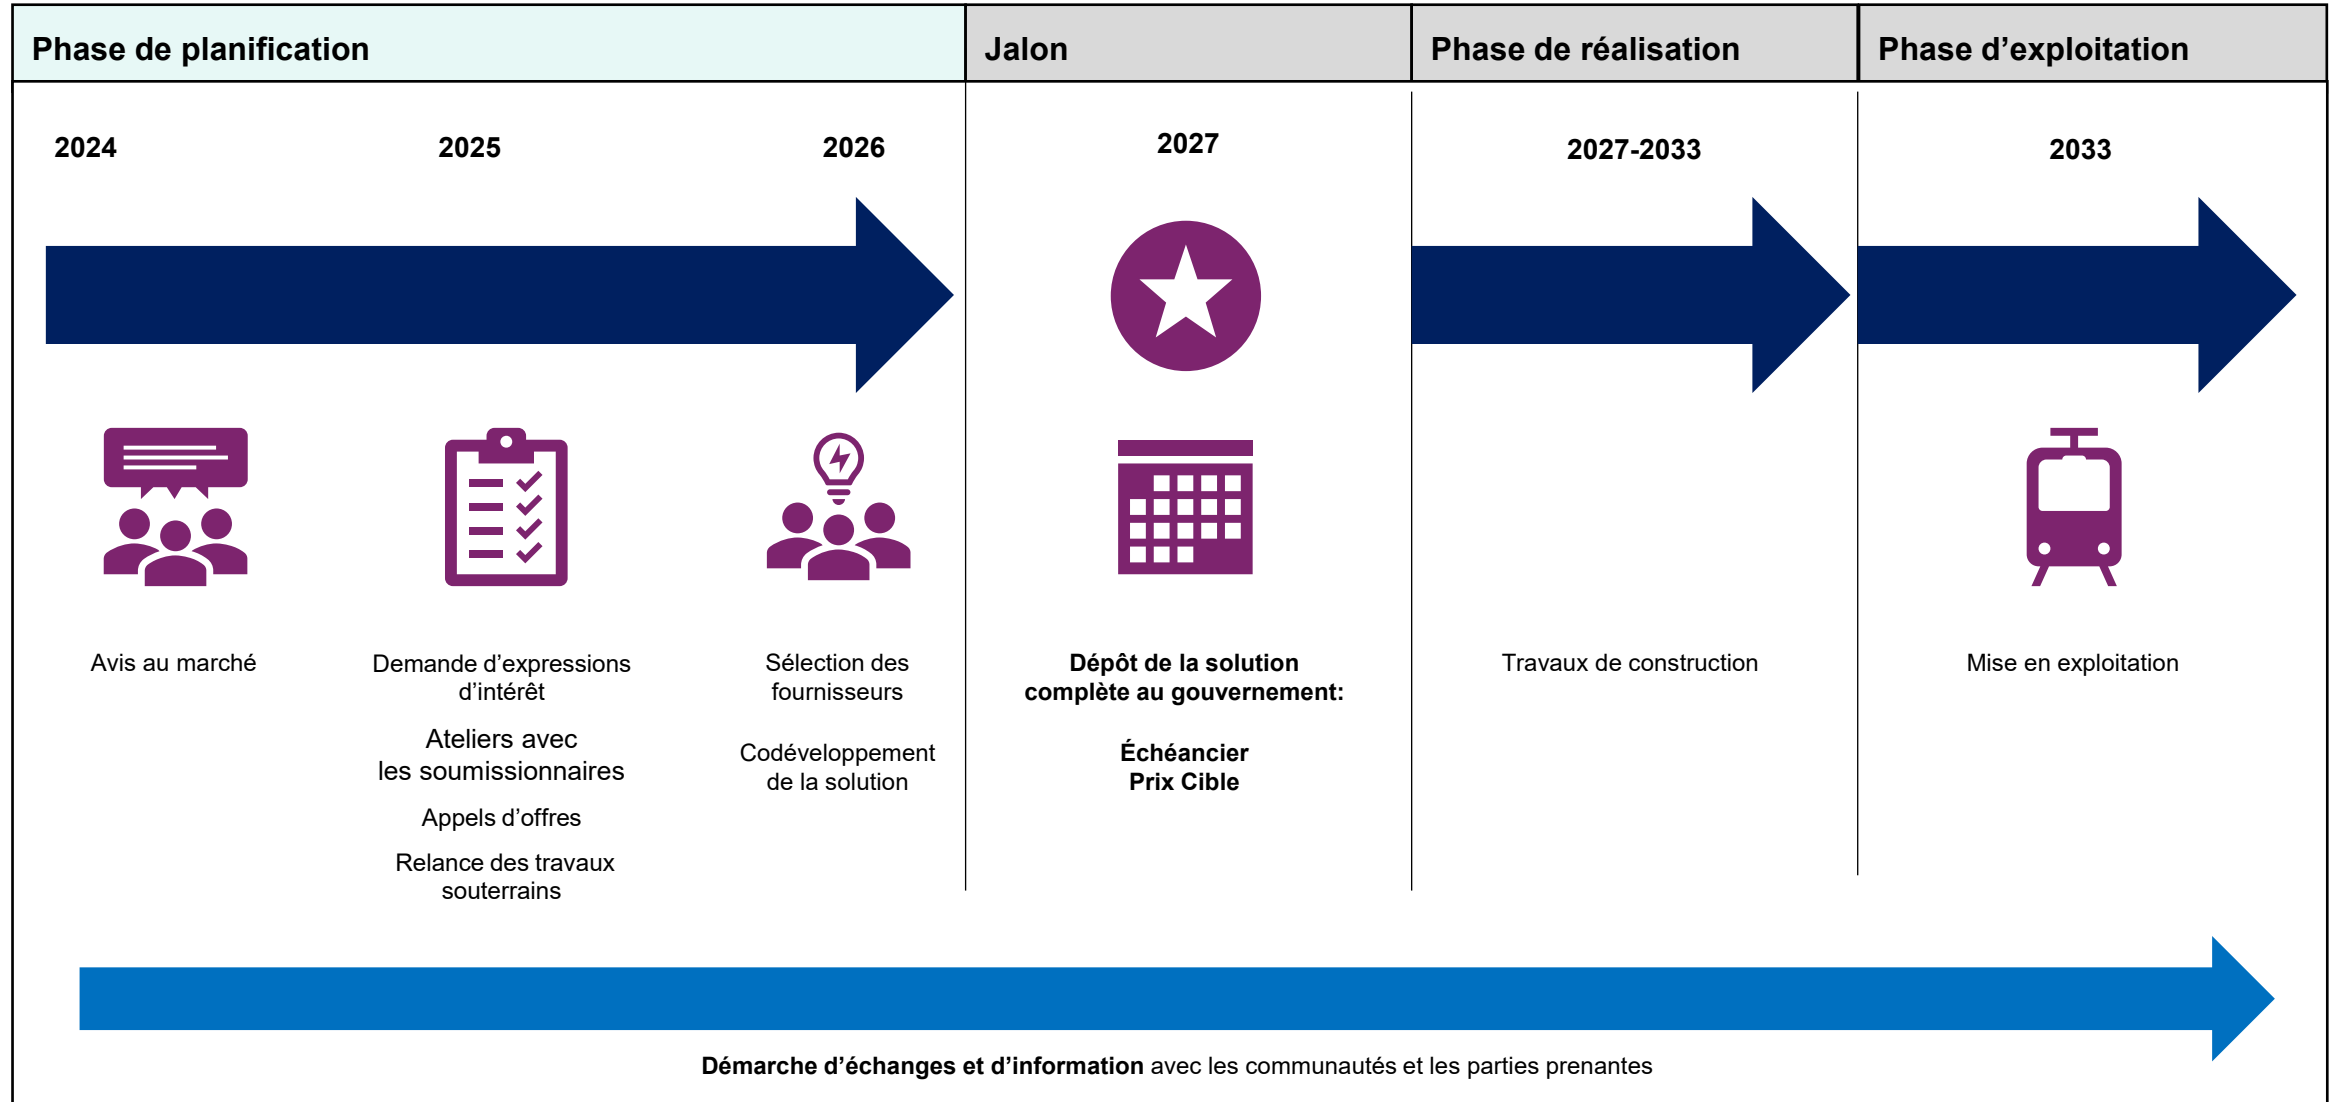 Phase de planification
Jalon
Phase de réalisation
Phase d’exploitation
2024
2025
2026
2027
2027-2033
2033
Avis au marché
Demande d’expressions
d’intérêt
Ateliers avec
les soumissionnaires
Appels d’offres
Relance des travaux
souterrains
Sélection des
fournisseurs
Codéveloppement
de la solution
Dépôt de la solution
complète au gouvernement:
Échéancier
Prix Cible
Travaux de construction
Mise en exploitation
Démarche d’échanges et d’information avec les communautés et les parties prenantes